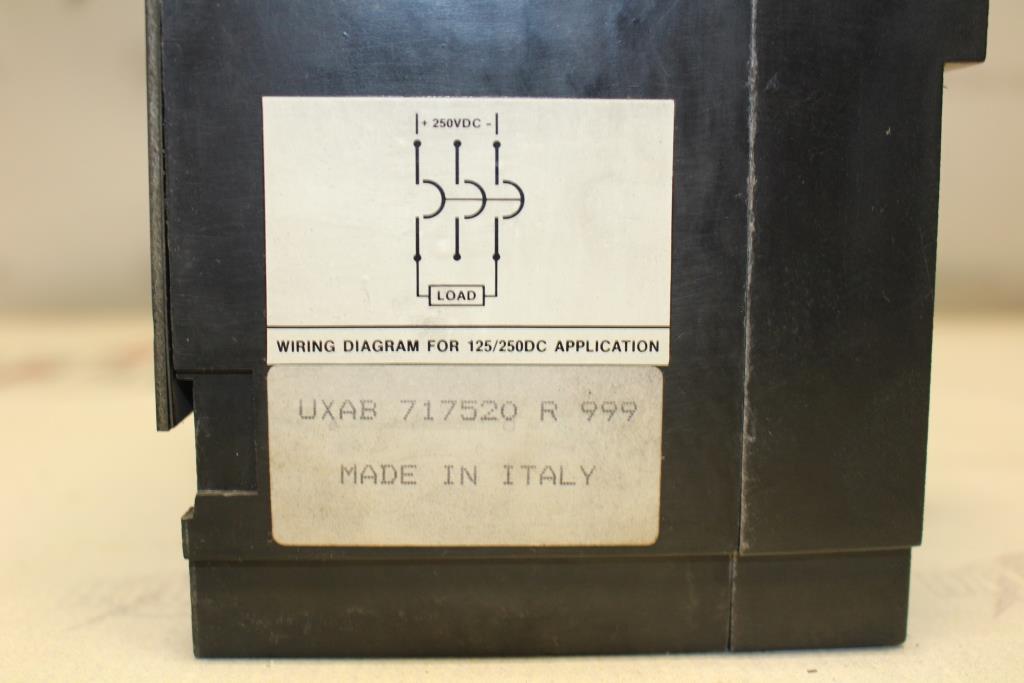 + 250VDC -
LOAD
WIRING DIAGRAM FOR 125/250DC APPLICATION
UXAB 717520 R 999
MADE IN ITALY